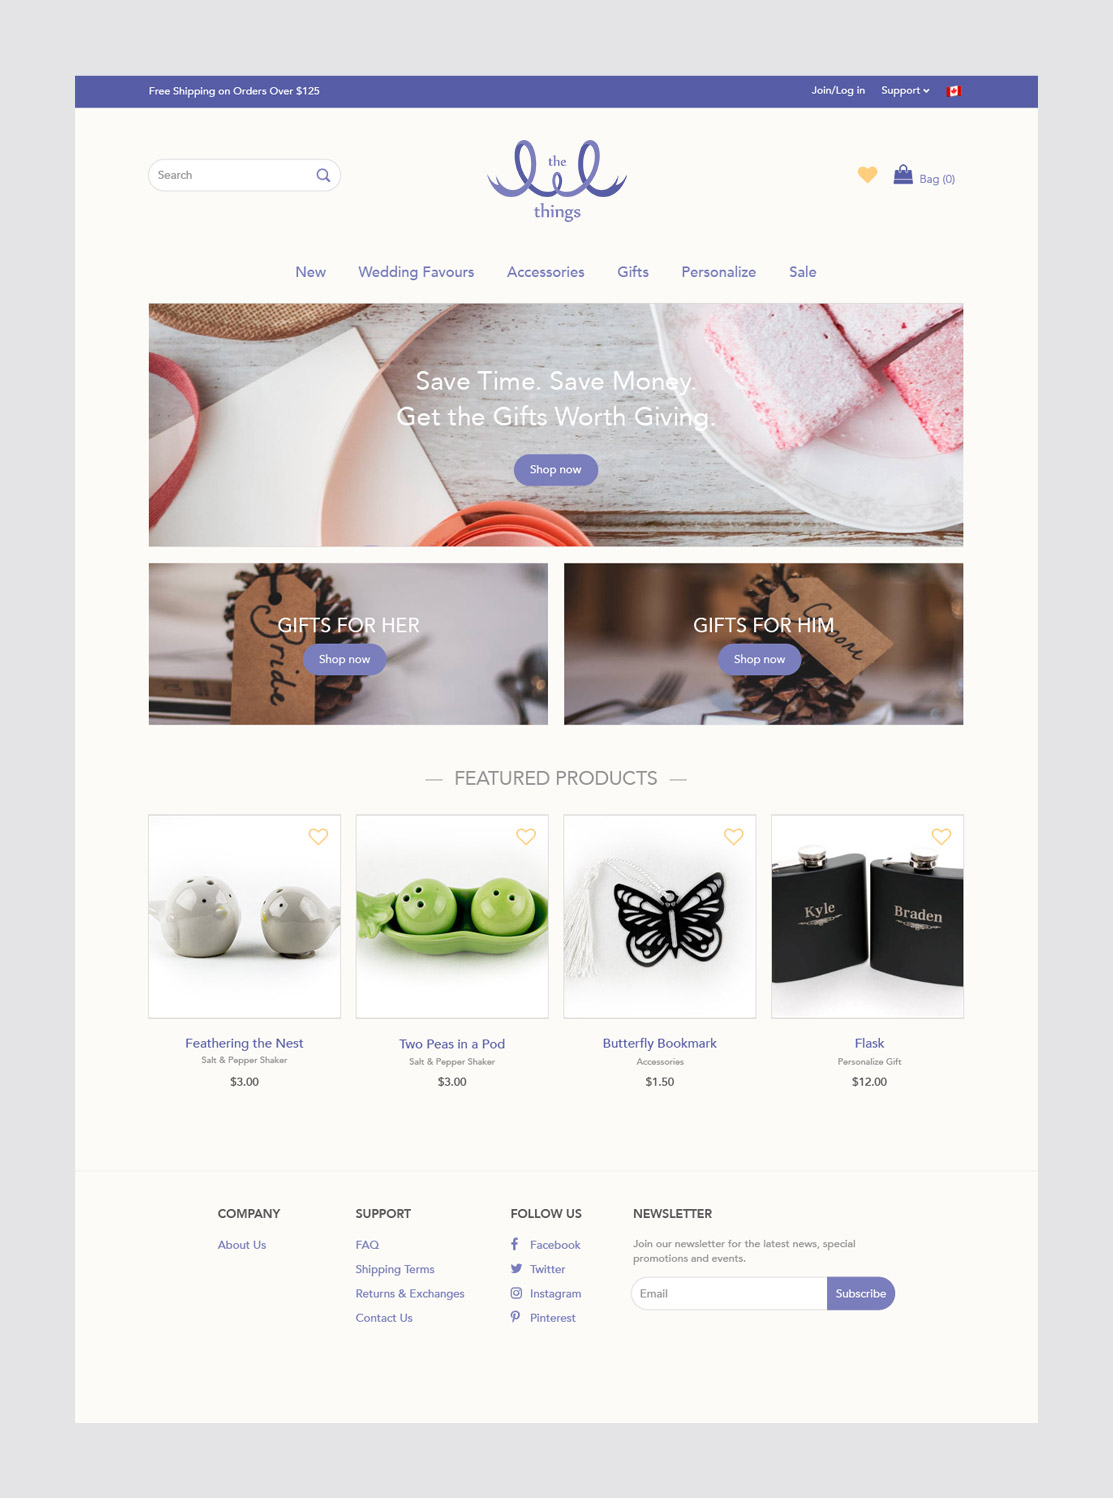 Free Shipping on Orders Over $125
Join/Log in
Support
Search
the
lil
things
Bag (0)
New
Wedding Favours
Accessories
Gifts
Personalize
Sale
Save Time. Save Money.
Get the Gifts Worth Giving.
Shop now
Bride
GIFTS FOR HER
Shop now
Groom
GIFTS FOR HIM
Shop now
— FEATURED PRODUCTS —
Kyle
Braden
Feathering the Nest
Salt & Pepper Shaker
$3.00
Two Peas in a Pod
Salt & Pepper Shaker
$3.00
Butterfly Bookmark
Accessories
$1.50
Flask
Personalize Gift
$12.00
COMPANY
About Us
SUPPORT
FAQ
Shipping Terms
Returns & Exchanges
Contact Us
FOLLOW US
Facebook
Twitter
Instagram
Pinterest
NEWSLETTER
Join our newsletter for the latest news, special
promotions and events.
Email
Subscribe